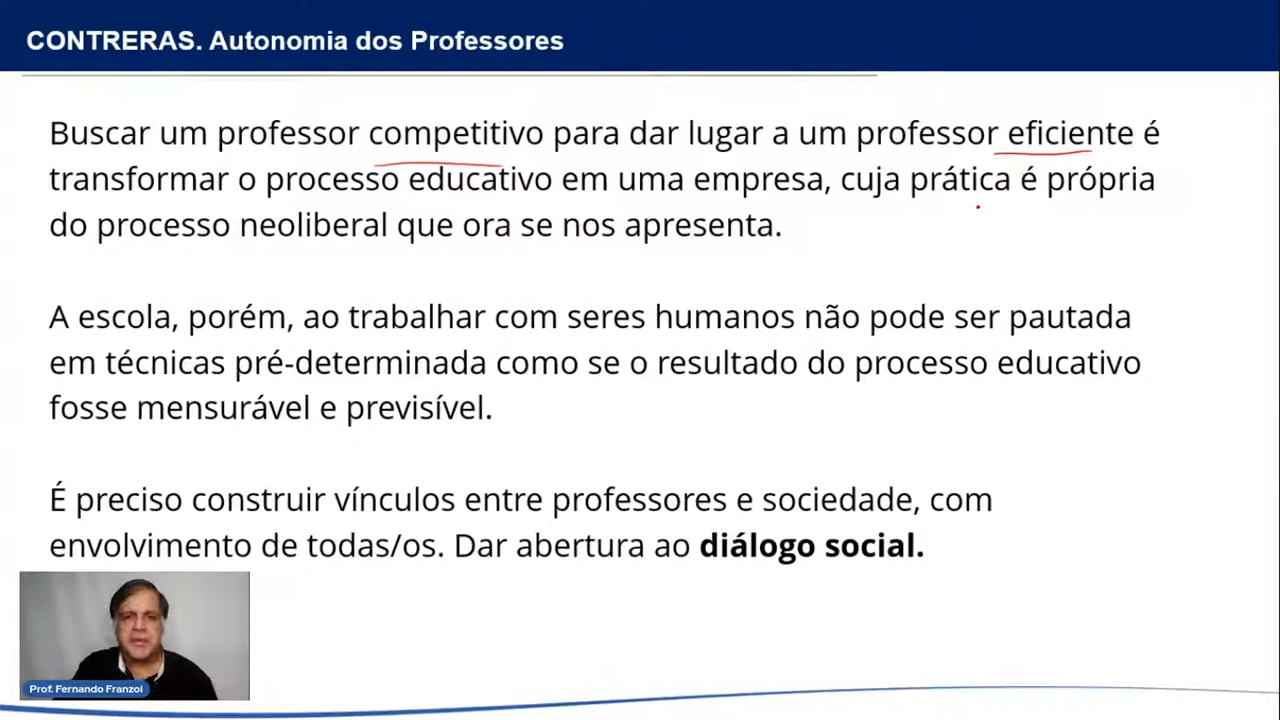 CONTRERAS. Autonomia dos Professores
Buscar um professor competitivo para dar lugar a um professor eficiente é
transformar o processo educativo em uma empresa, cuja prática é própria
do processo neoliberal que ora se nos apresenta.
A escola, porém, ao trabalhar com seres humanos não pode ser pautada
em técnicas pré-determinada como se o resultado do processo educativo
fosse mensurável e previsível.
É preciso construir vínculos entre professores e sociedade, com
envolvimento de todas/os. Dar abertura ao diálogo social.
Prof. Fernando Franzoi